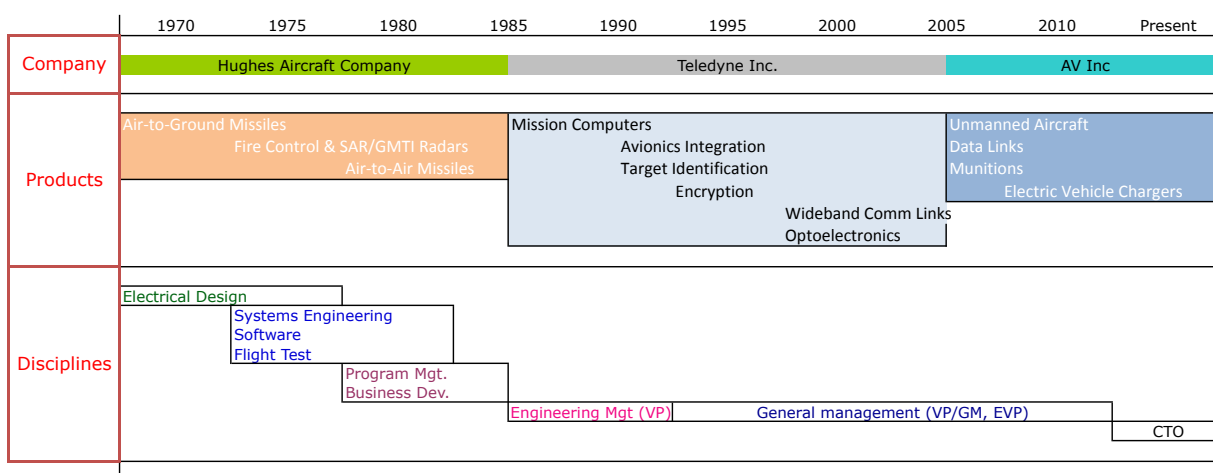 1970 1975 1980 1985 1990 1995 2000 2005 2010 Present
Company
Hughes Aircraft Company Teledyne Inc. AV Inc
Products
Air-to-Ground Missiles
Fire Control & SAR/GMTI Radars
Air-to-Air Missiles
Mission Computers
Avionics Integration
Target Identification
Encryption
Wideband Comm Links
Optoelectronics
Unmanned Aircraft
Data Links
Munitions
Electric Vehicle Chargers
Disciplines
Electrical Design
Systems Engineering
Software
Flight Test
Program Mgt.
Business Dev.
Engineering Mgt (VP) General management (VP/GM, EVP)
CTO